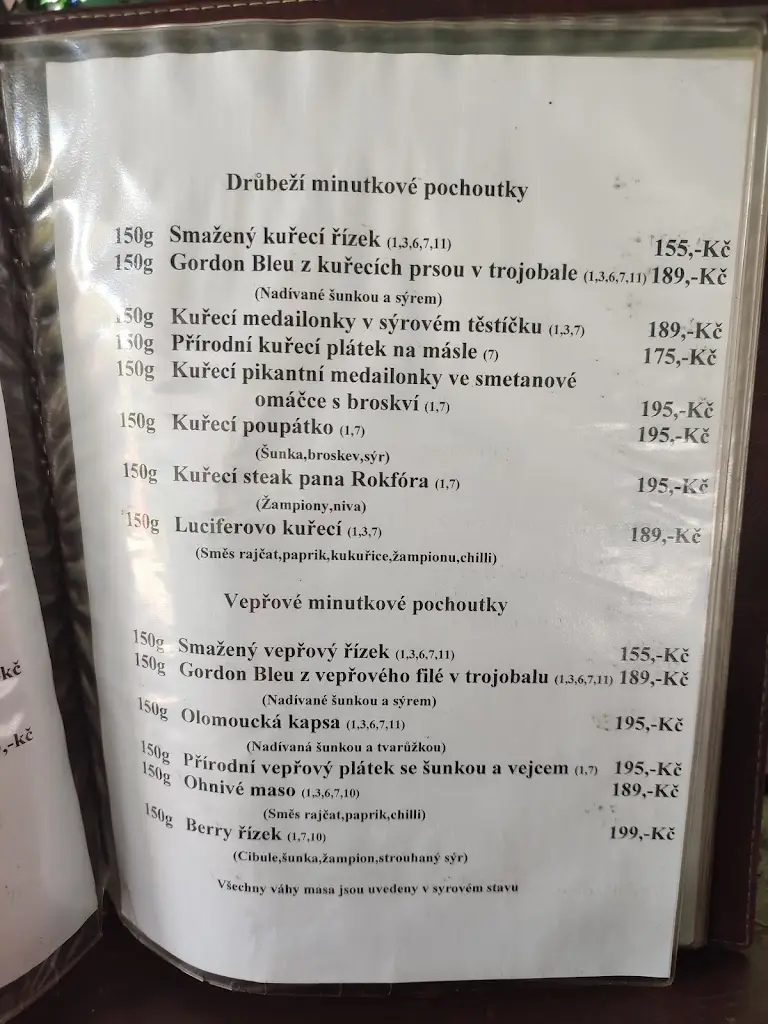 Drůbeží minutkové pochoutky
150g Smažený kuřecí řízek (1,3,6,7,11) 155,-Kč
150g Gordon Bleu z kuřecích prsou v trojobale (1,3,6,7,11) 189,-Kč
(Nadívané šunkou a sýrem)
150g Kuřecí medailonky v sýrovém těstíčku (1,3,7) 189,-Kč
150g Přírodní kuřecí plátek na másle (7) 175,-Kč
150g Kuřecí pikantní medailonky ve smetanové
omáčce s broskví (1,7) 195,-Kč
150g Kuřecí poupátko (1,7) 195,-Kč
(Šunka,broskev,sýr)
150g Kuřecí steak pana Rokfóra (1,7) 195,-Kč
(Žampiony,niva)
150g Luciferovo kuřecí (1,3,7) 189,-Kč
(Směs rajčat,paprik,kukuřice,žampionu,chilli)
Vepřové minutkové pochoutky
150g Smažený vepřový řízek (1,3,6,7,11) 155,-Kč
150g Gordon Bleu z vepřového filé v trojobalu (1,3,6,7,11) 189,-Kč
(Nadívané šunkou a sýrem)
150g Olomoucká kapsa (1,3,6,7,11) 195,-Kč
(Nadívaná šunkou a tvarůžkou)
150g Přírodní vepřový plátek se šunkou a vejcem (1,7) 195,-Kč
150g Ohnivé maso (1,3,6,7,10) 189,-Kč
(Směs rajčat,paprik,chilli)
150g Berry řízek (1,7,10) 199,-Kč
(Cibule,šunka,žampion,strouhaný sýr)
Všechny váhy masa jsou uvedeny v syrovém stavu
-kč
,-kč